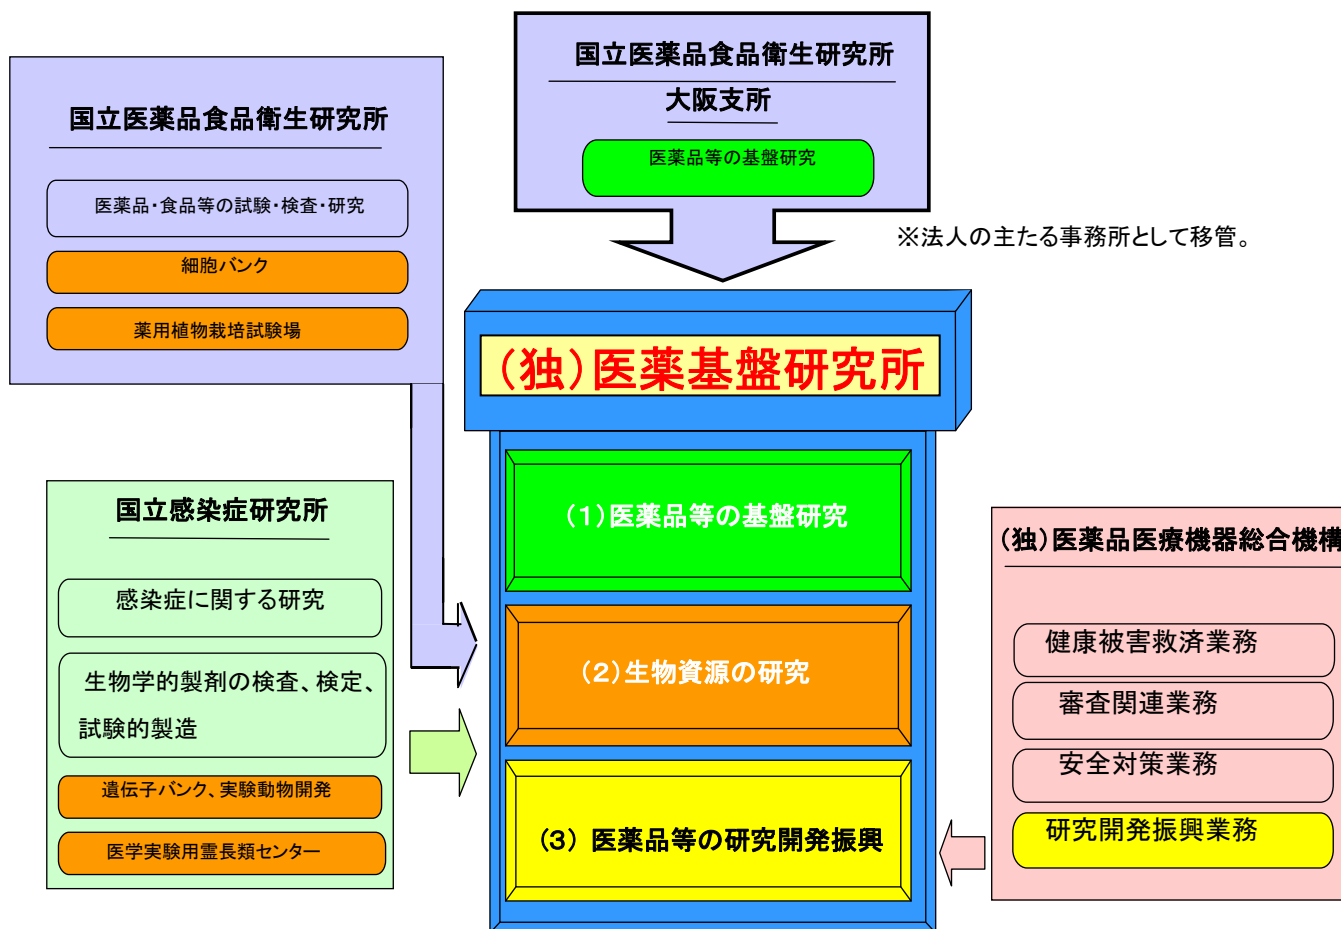 国立医薬品食品衛生研究所
大阪支所
医薬品等の基盤研究
※法人の主たる事務所として移管。
国立医薬品食品衛生研究所
医薬品・食品等の試験・検査・研究
細胞バンク
薬用植物栽培試験場
(独)医薬基盤研究所
(1)医薬品等の基盤研究
(2)生物資源の研究
(3) 医薬品等の研究開発振興
国立感染症研究所
感染症に関する研究
生物学的製剤の検査、検定、
試験的製造
遺伝子バンク、実験動物開発
医学実験用霊長類センター
(独)医薬品医療機器総合機構
健康被害救済業務
審査関連業務
安全対策業務
研究開発振興業務